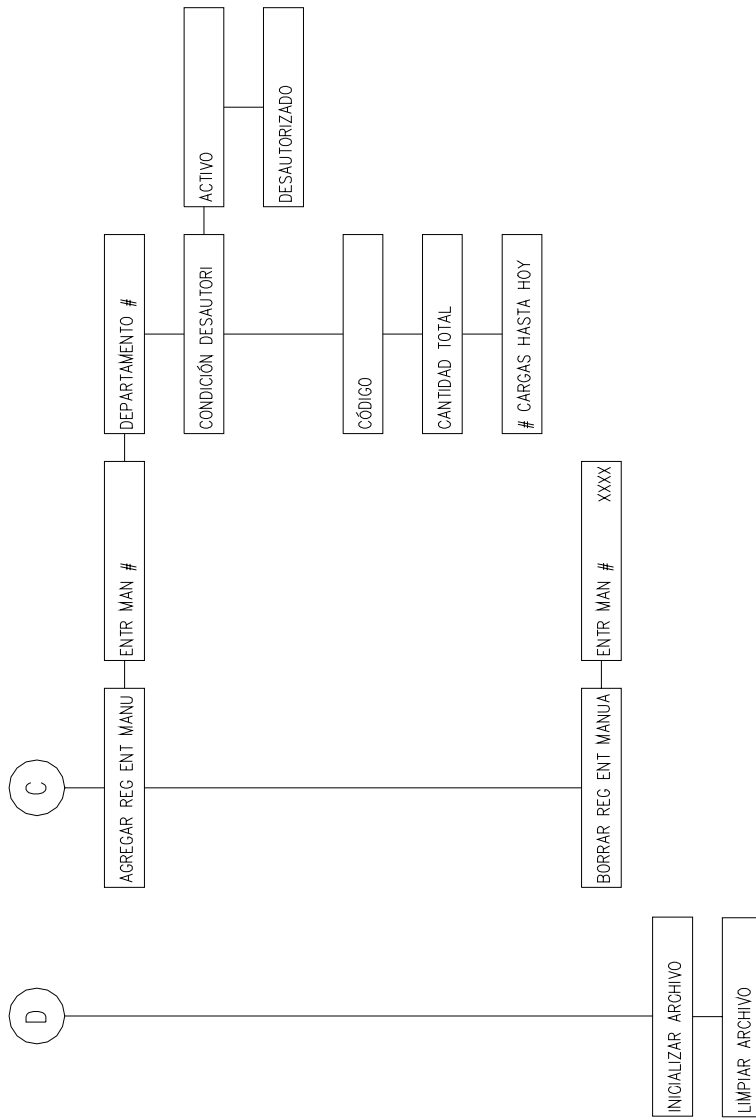 D
C
AGREGAR REG ENT MANU
ENTR MAN #
DEPARTAMENTO #
CONDICIÓN DESAUTORI
ACTIVO
DESAUTORIZADO
CÓDIGO
CANTIDAD TOTAL
# CARGAS HASTA HOY
BORRAR REG ENT MANUA
ENTR MAN # XXXX
INICIALIZAR ARCHIVO
LIMPIAR ARCHIVO